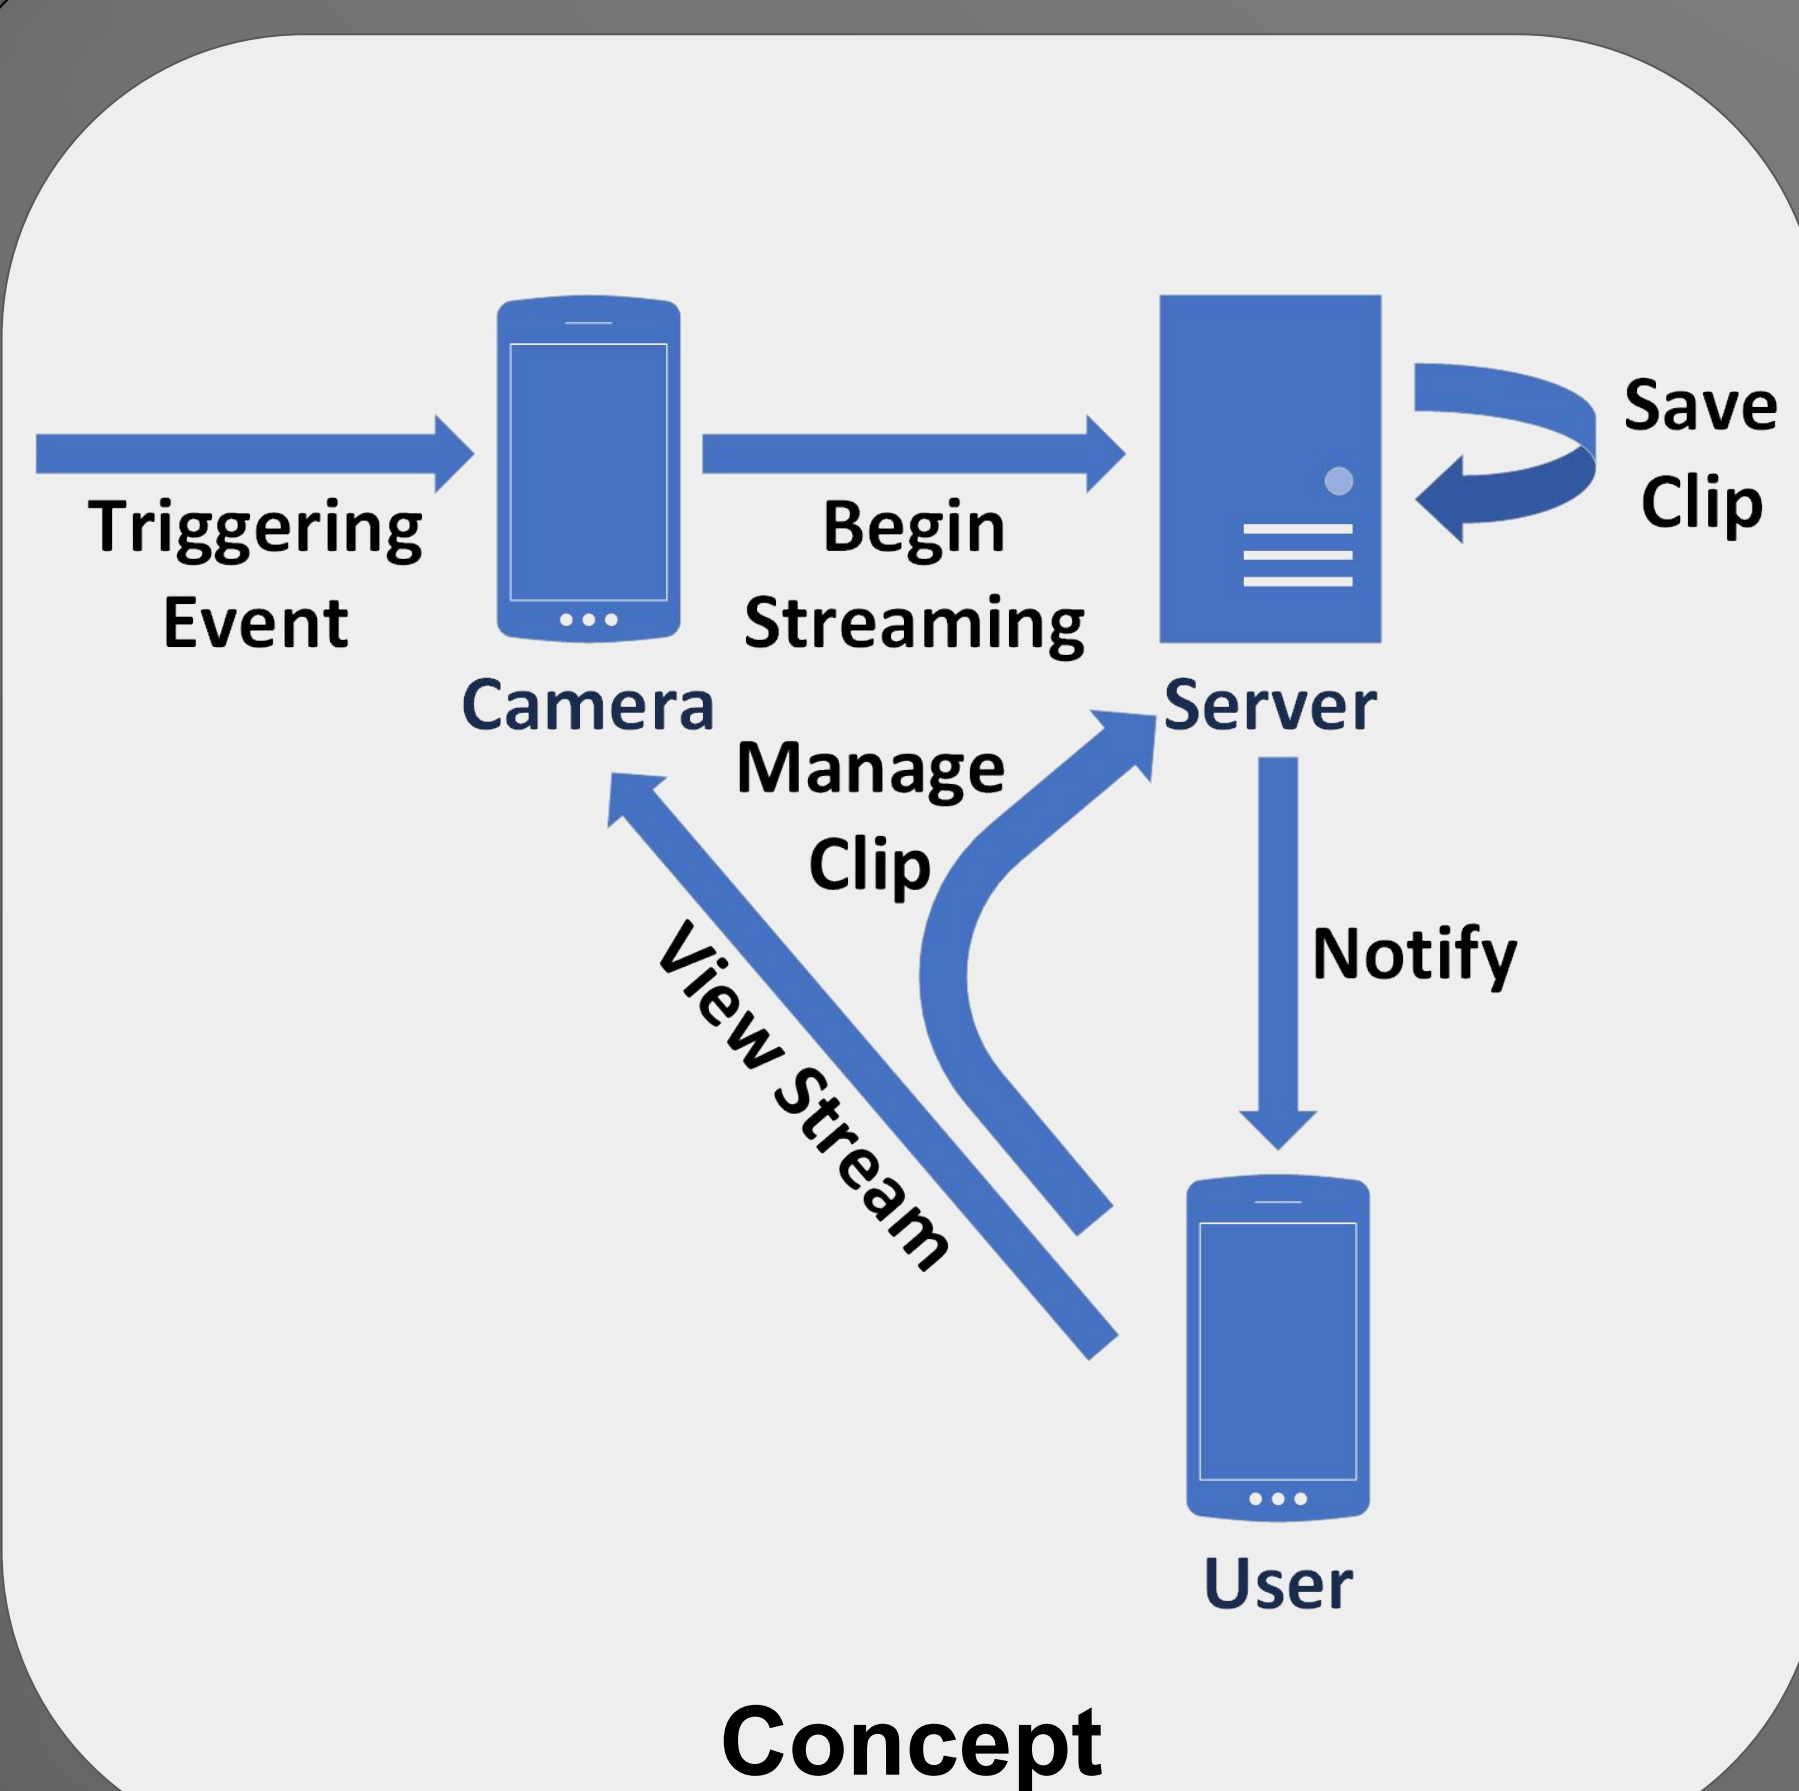 Triggering
Event
Camera
Begin
Streaming
Server
Save
Clip
Manage
Clip
View Stream
Notify
User
Concept